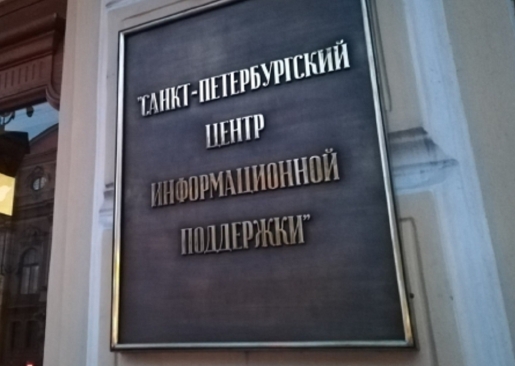 "САНКТ-ПЕТЕРБУРГСКИЙ
ЦЕНТР
ИНФОРМАЦИОННОЙ
ПОДДЕРЖКИ"